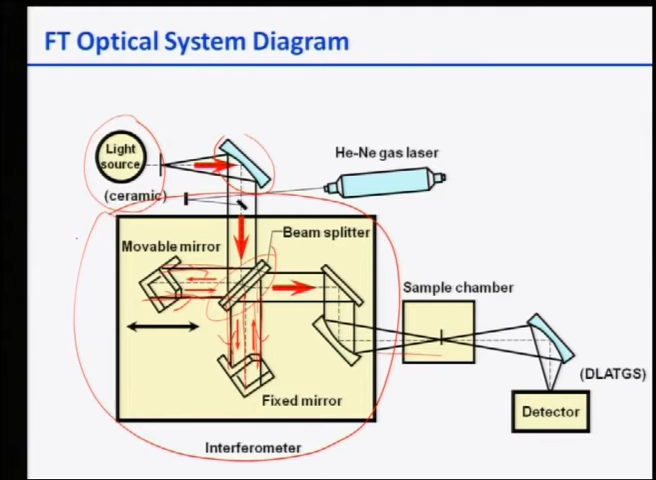 FT Optical System Diagram
Light
source
(ceramic)
He-Ne gas laser
Beam splitter
Movable mirror
Sample chamber
Fixed mirror
(DLATGS)
Detector
Interferometer